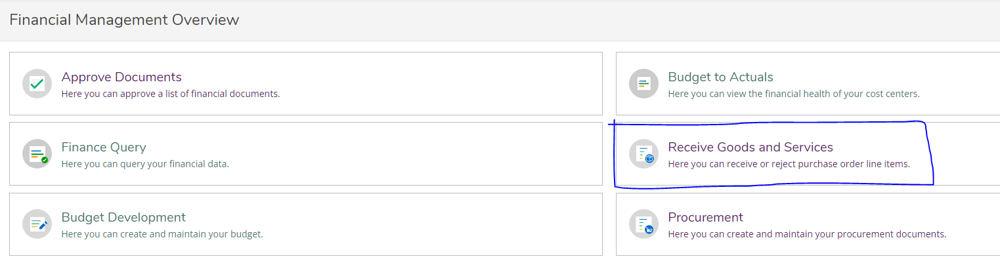 Financial Management Overview
Approve Documents
Here you can approve a list of financial documents.
Budget to Actuals
Here you can view the financial health of your cost centers.
Finance Query
Here you can query your financial data.
Receive Goods and Services
Here you can receive or reject purchase order line items.
Budget Development
Here you can create and maintain your budget.
Procurement
Here you can create and maintain your procurement documents.